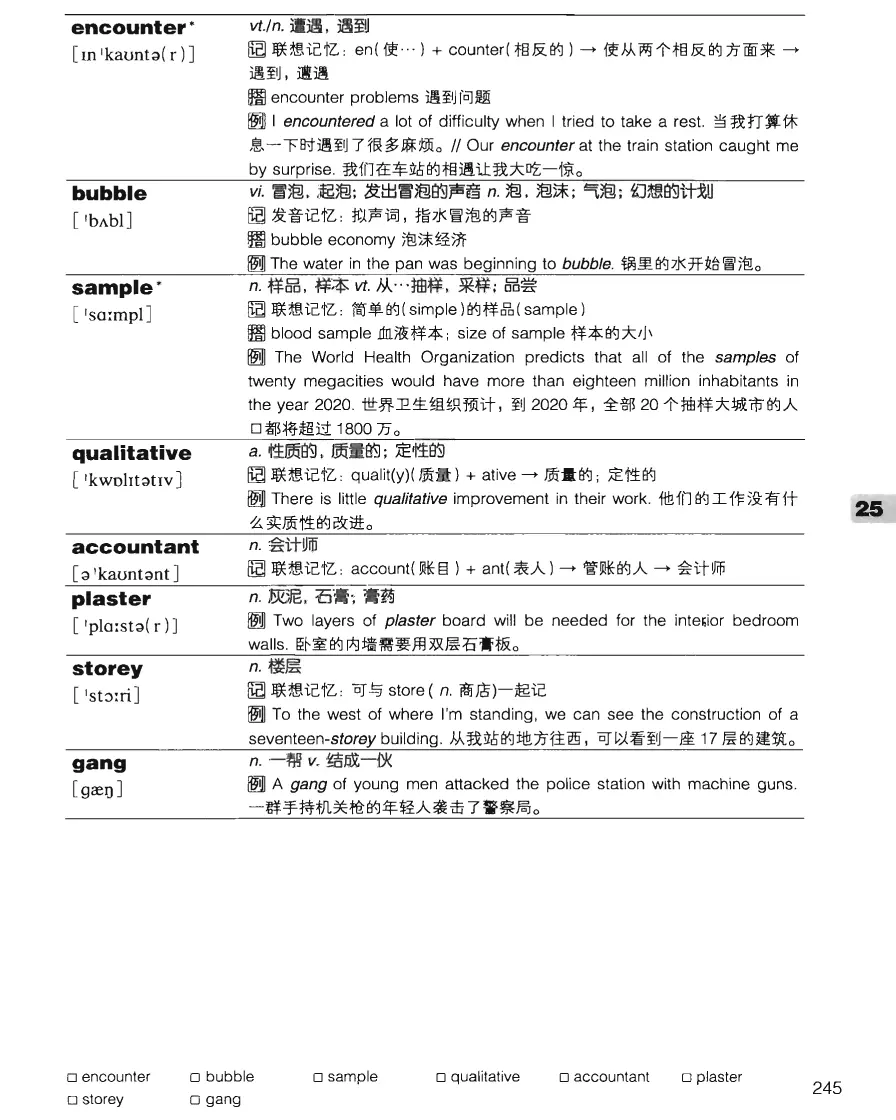 encounter* vt./n. 遭遇，遇到
[ɪnˈkaʊntə(r)] 记 联想记忆：en(使…) + counter(相反的) → 使从两个相反的方面来 →
遇到，遭遇
搭 encounter problems 遇到问题
例 I encountered a lot of difficulty when I tried to take a rest. 当我打算休
息一下时遇到了很多麻烦。// Our encounter at the train station caught me
by surprise. 我们在车站的相遇让我大吃一惊。
bubble vi. 冒泡，起泡；发出冒泡的声音 n. 泡，泡沫；气泡；幻想的计划
[ˈbʌbl] 记 发音记忆：拟声词，指水冒泡的声音
搭 bubble economy 泡沫经济
例 The water in the pan was beginning to bubble. 锅里的水开始冒泡。
sample* n. 样品，样本 vt. 从…抽样，采样；品尝
[ˈsɑːmpl] 记 联想记忆：简单的(simple)的样品(sample)
搭 blood sample 血液样本；size of sample 样本的大小
例 The World Health Organization predicts that all of the samples of
twenty megacities would have more than eighteen million inhabitants in
the year 2020. 世界卫生组织预计，到 2020 年，全部 20 个抽样大城市的人
口都将超过 1800 万。
qualitative a. 性质的，质量的；定性的
[ˈkwɒlɪtətɪv] 记 联想记忆：qualit(y)(质量) + ative → 质量的；定性的
例 There is little qualitative improvement in their work. 他们的工作没有什
么实质性的改进。
accountant n. 会计师
[əˈkaʊntənt] 记 联想记忆：account(账目) + ant(表人) → 管账的人 → 会计师
plaster n. 灰泥，石膏；膏药
[ˈplɑːstə(r)] 例 Two layers of plaster board will be needed for the interior bedroom
walls. 卧室的内墙需要用双层石膏板。
storey n. 楼层
[ˈstɔːri] 记 联想记忆：可与 store (n. 商店)一起记
例 To the west of where I'm standing, we can see the construction of a
seventeen-storey building. 从我站的地方往西，可以看到一座 17 层的建筑。
gang n. 一帮 v. 结成一伙
[gæŋ] 例 A gang of young men attacked the police station with machine guns.
一群手持机关枪的年轻人袭击了警察局。
25
□ encounter □ bubble □ sample □ qualitative □ accountant □ plaster
□ storey □ gang
245